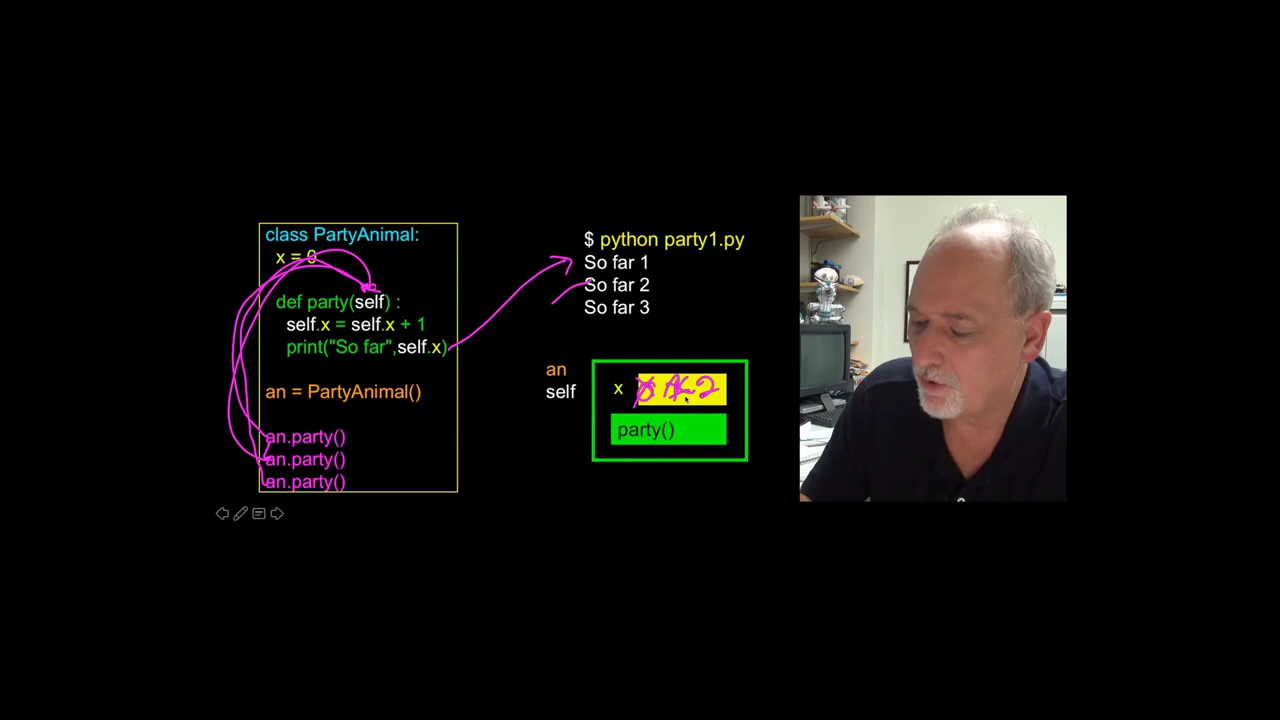 class PartyAnimal:
x = 0
def party(self) :
self.x = self.x + 1
print("So far",self.x)
an = PartyAnimal()
an.party()
an.party()
an.party()
$ python party1.py
So far 1
So far 2
So far 3
an
self
x 2
party()